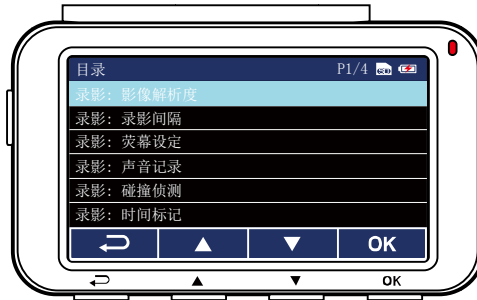 目录 P1/4
录影: 影像解析度
录影: 录影间隔
录影: 荧幕设定
录影: 声音记录
录影: 碰撞侦测
录影: 时间标记
OK
OK